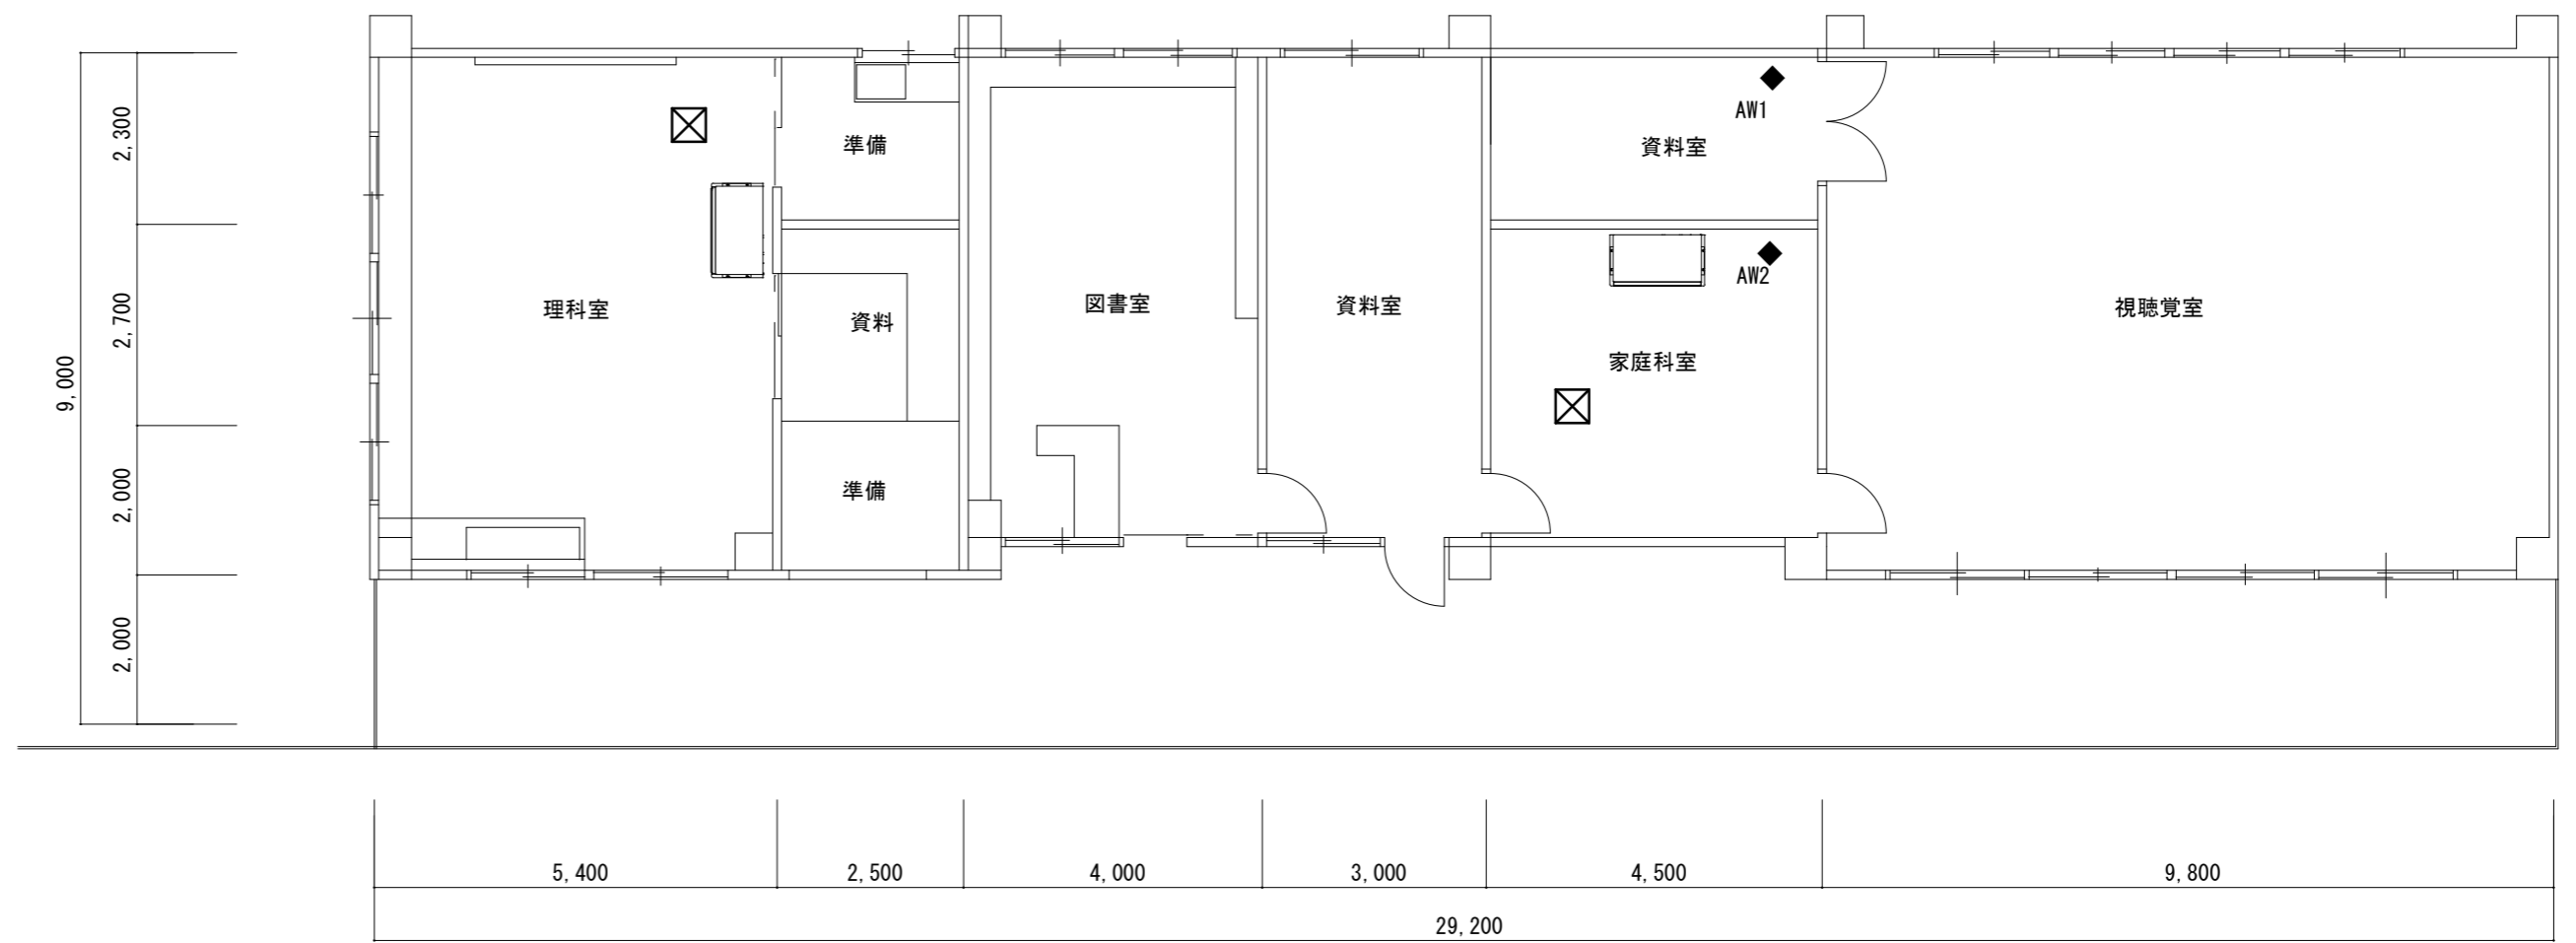 AW1
2,300
準備
資料室
AW2
理科室
図書室
資料室
視聴覚室
資料
2,700
家庭科室
9,000
準備
2,000
2,000
5,400
2,500
4,000
3,000
4,500
9,800
29,200